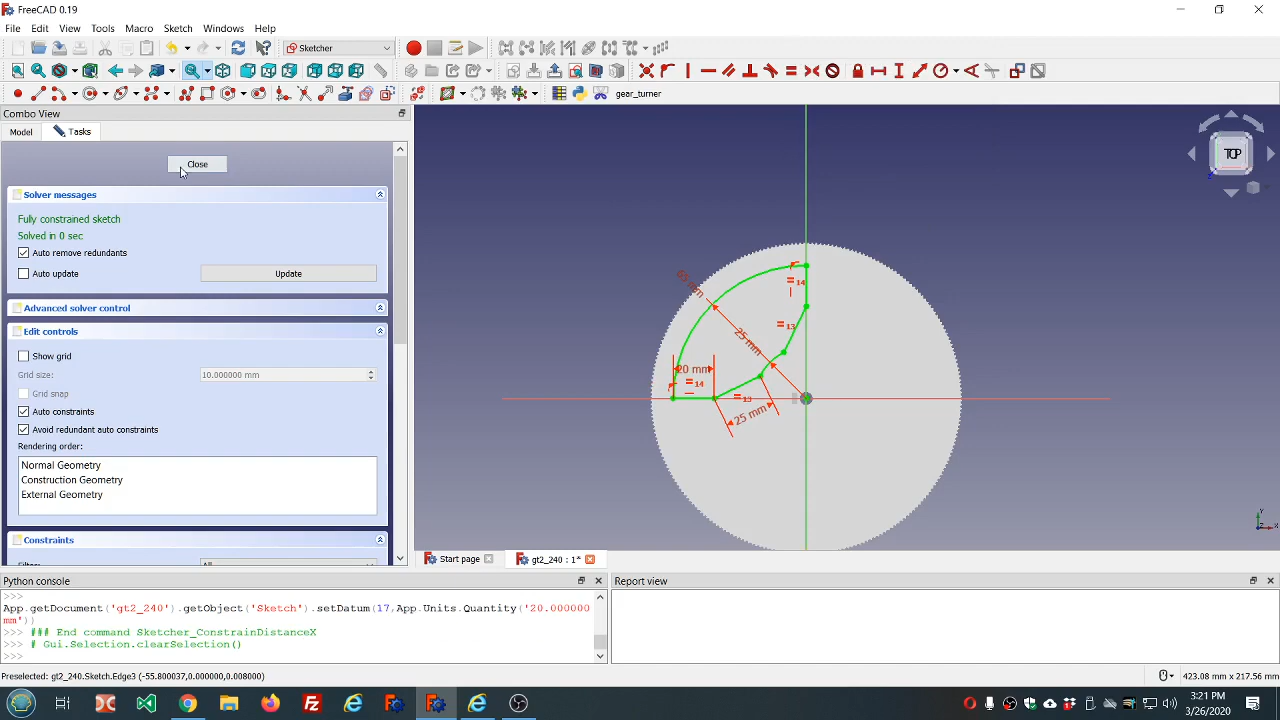 FreeCAD 0.19
File Edit View Tools Macro Sketch Windows Help
Sketcher
gear_turner
Combo View
Model Tasks
Close
Solver messages
Fully constrained sketch
Solved in 0 sec
Auto remove redundants
Auto update Update
Advanced solver control
Edit controls
Show grid
Grid size: 10.000000 mm
Grid snap
Auto constraints
Avoid redundant auto constraints
Rendering order:
Normal Geometry
Construction Geometry
External Geometry
Constraints
TOP
65 mm
14
13
25 mm
20 mm
14
13
25 mm
Start page gt2_240 : 1*
Python console
>>>
App.getDocument('gt2_240').getObject('Sketch').setDatum(17,App.Units.Quantity('20.000000
mm'))
>>> ### End command Sketcher_ConstrainDistanceX
>>> # Gui.Selection.clearSelection()
>>>
Report view
Preselected: gt2_240.Sketch.Edge3 (-55.800037,0.000000,0.008000)
423.08 mm x 217.56 mm
3:21 PM
3/26/2020